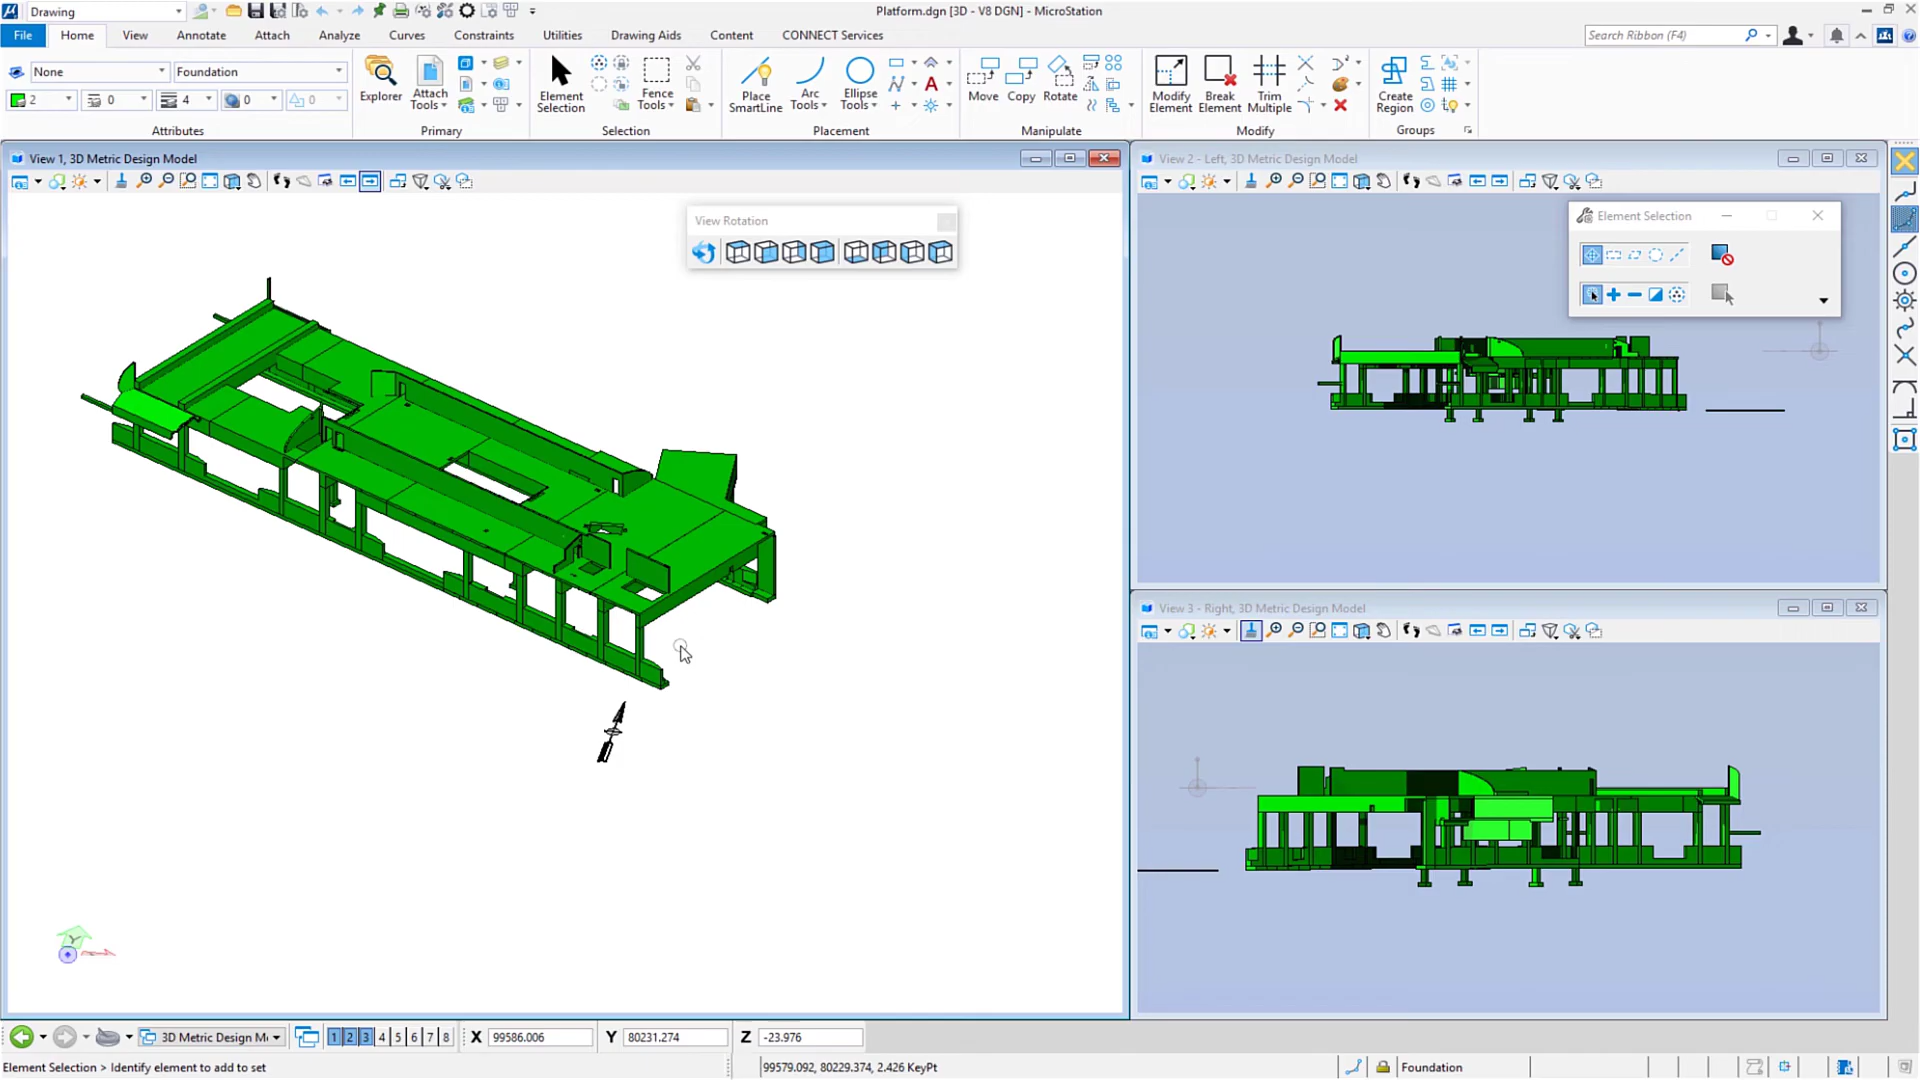 Drawing
Platform.dgn [3D - V8 DGN] - MicroStation
File Home View Annotate Attach Analyze Curves Constraints Utilities Drawing Aids Content CONNECT Services
Search Ribbon (F4)
None Foundation
2 0 4 0 0
Attributes
Explorer
Attach Tools
Primary
Element Selection
Fence Tools
Selection
Place SmartLine
Arc Tools
Ellipse Tools
Placement
Move Copy Rotate
Manipulate
Modify Element
Break Element
Trim Multiple
Modify
Create Region
Groups
View 1, 3D Metric Design Model
View Rotation
View 2 - Left, 3D Metric Design Model
Element Selection
View 3 - Right, 3D Metric Design Model
Y
3D Metric Design Mc
1 2 3 4 5 6 7 8
X 99586.006
Y 80231.274
Z -23.976
Element Selection > Identify element to add to set
99579.092, 80229.374, 2.426 KeyPt
Foundation